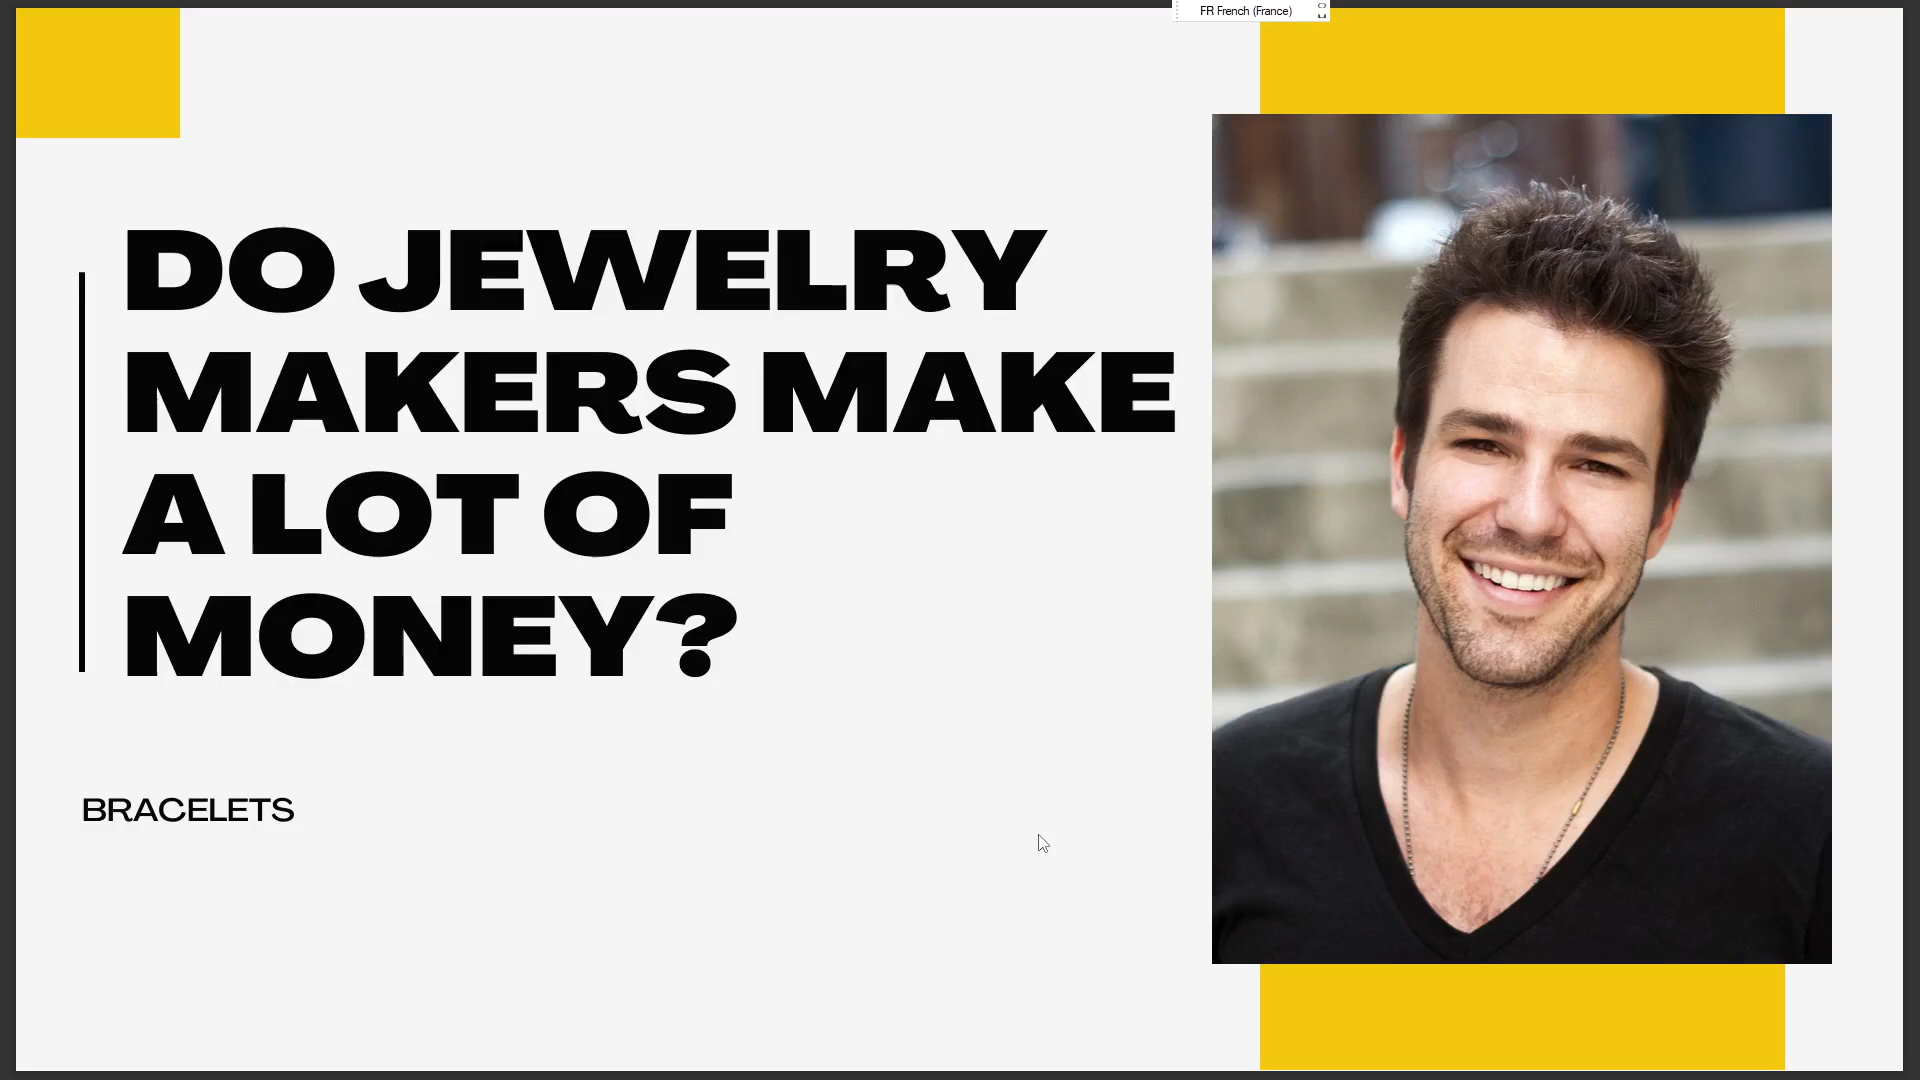 FR French (France)
DO JEWELRY
MAKERS MAKE
A LOT OF
MONEY?
BRACELETS